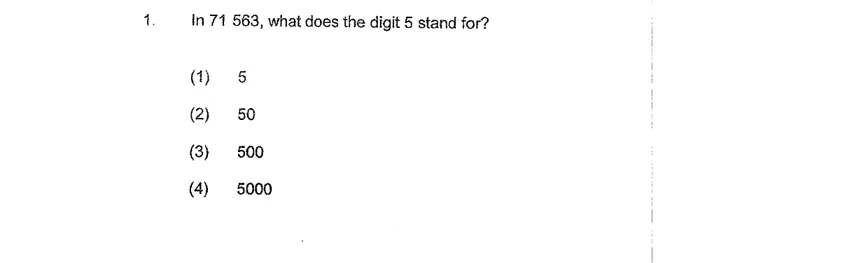 1. In 71 563, what does the digit 5 stand for?
(1) 5
(2) 50
(3) 500
(4) 5000